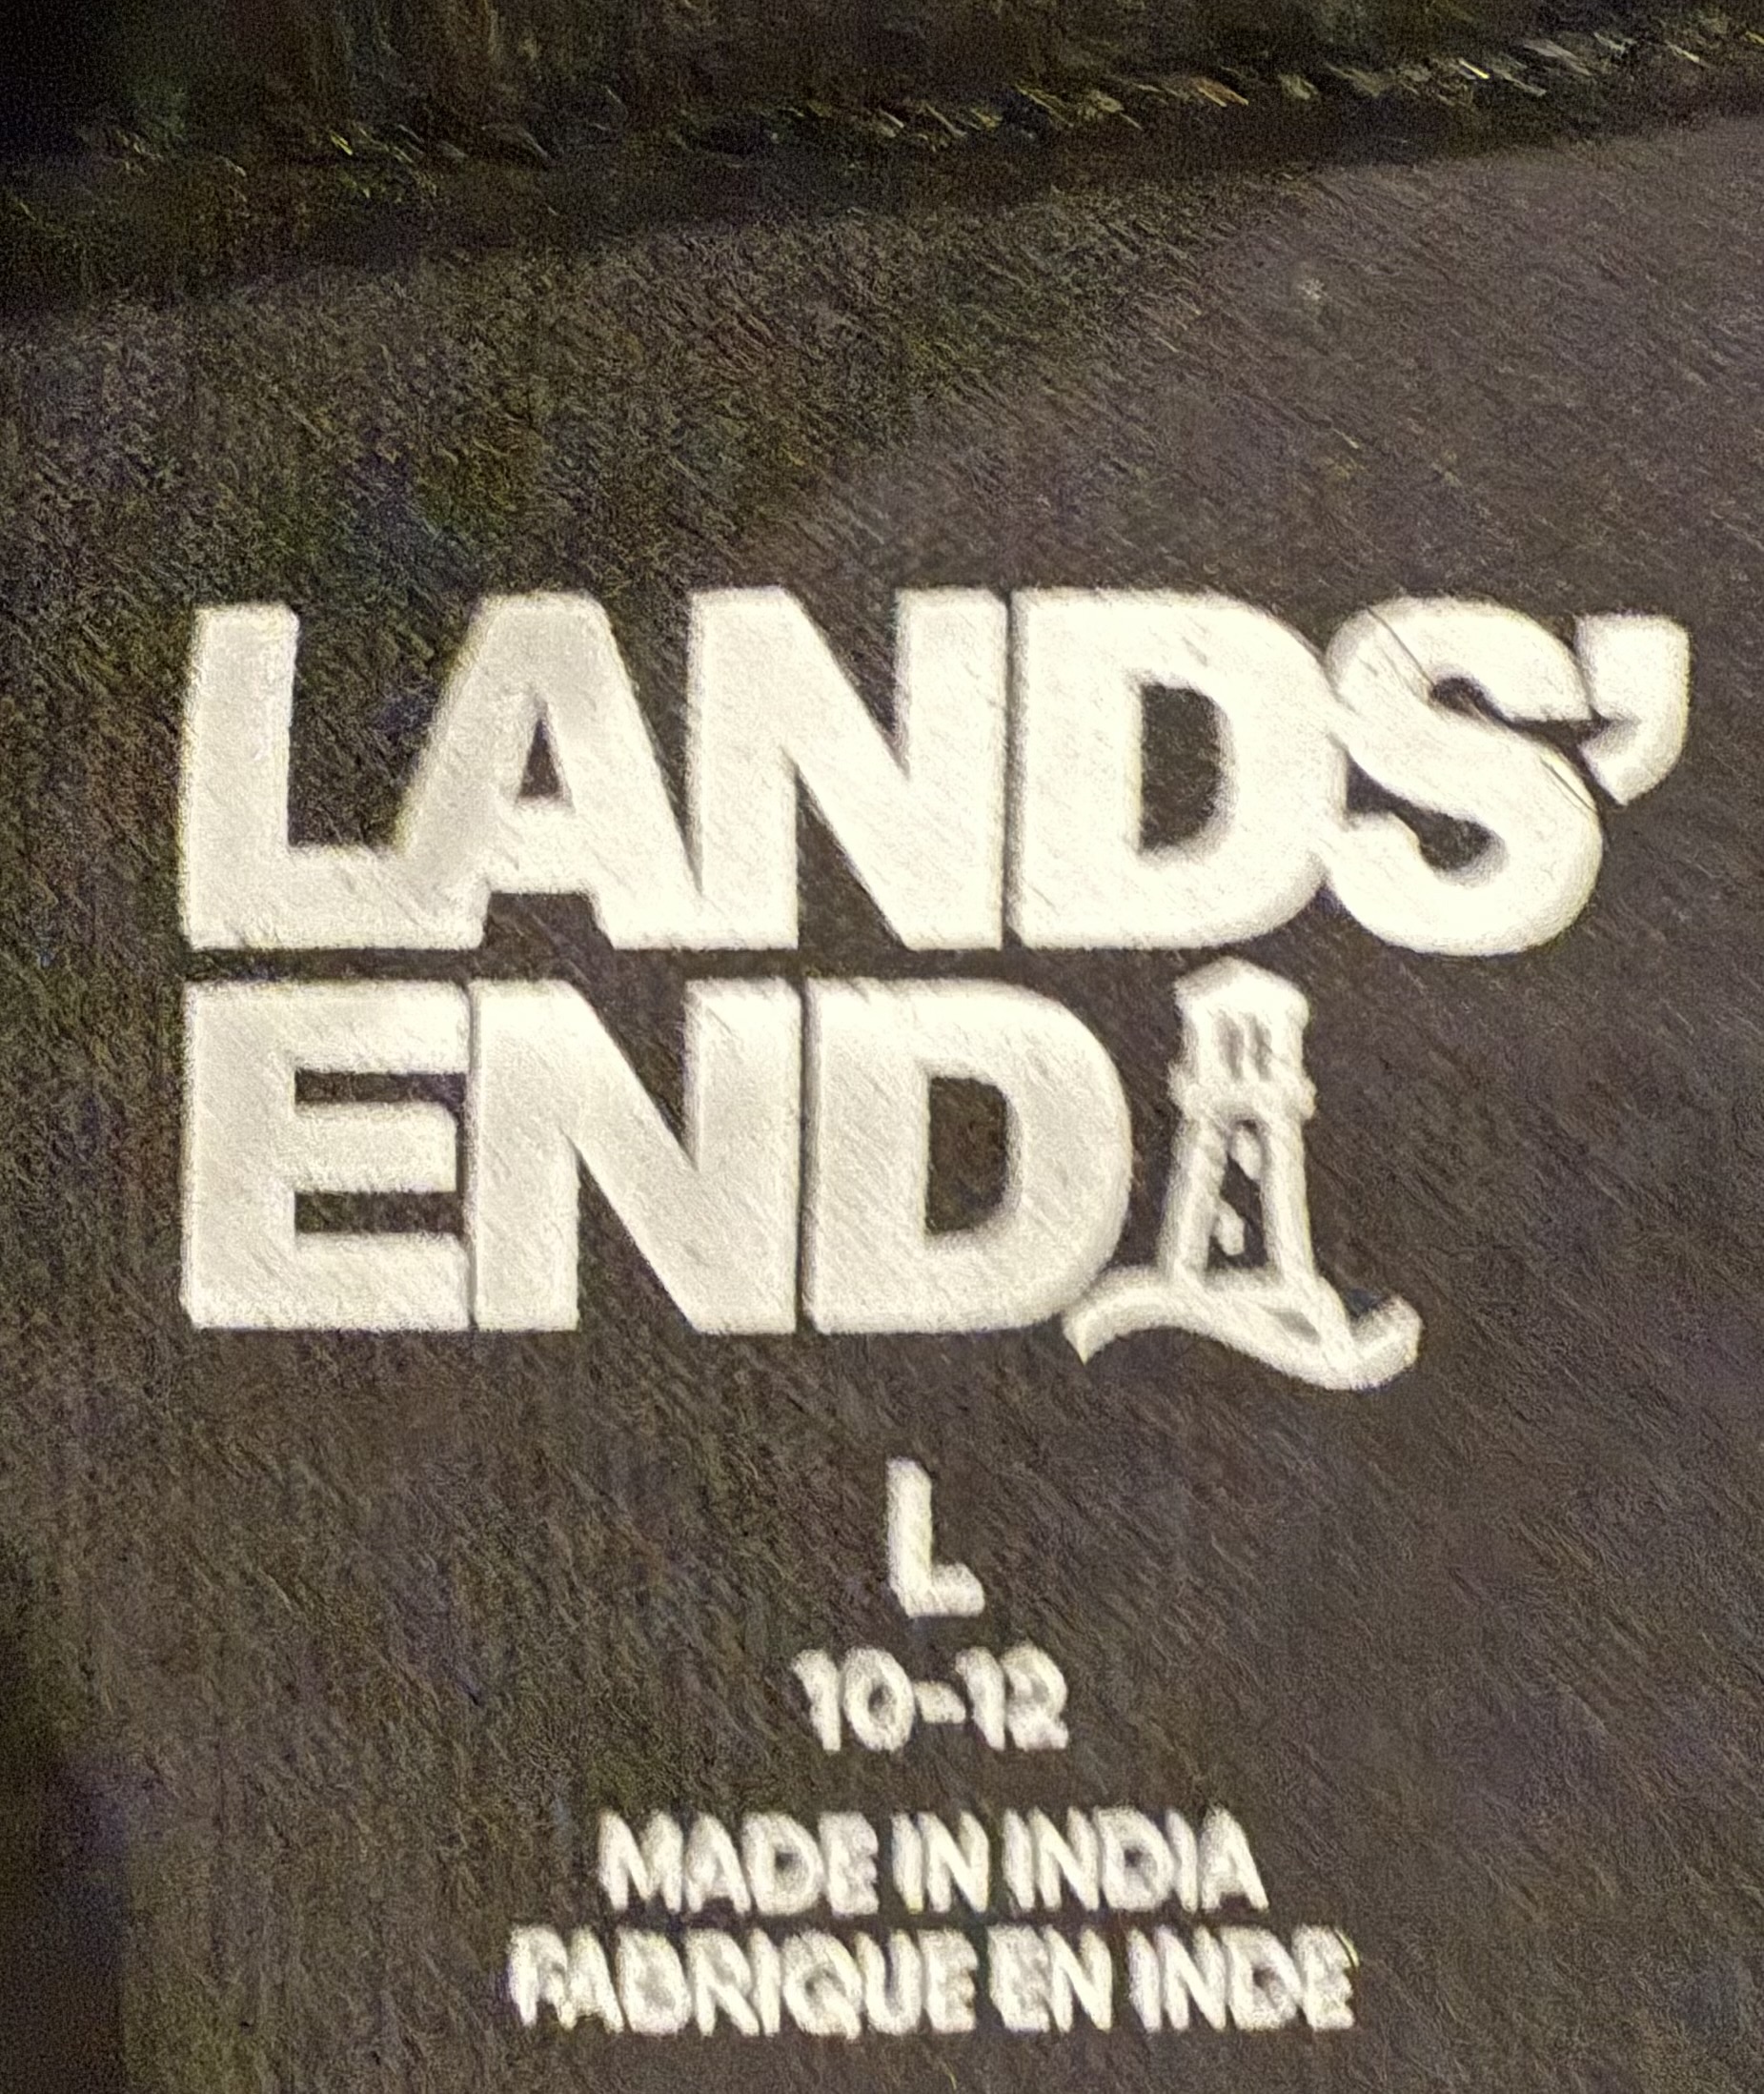 LANDS'
END
L
10-12
MADE IN INDIA
FABRIQUE EN INDE